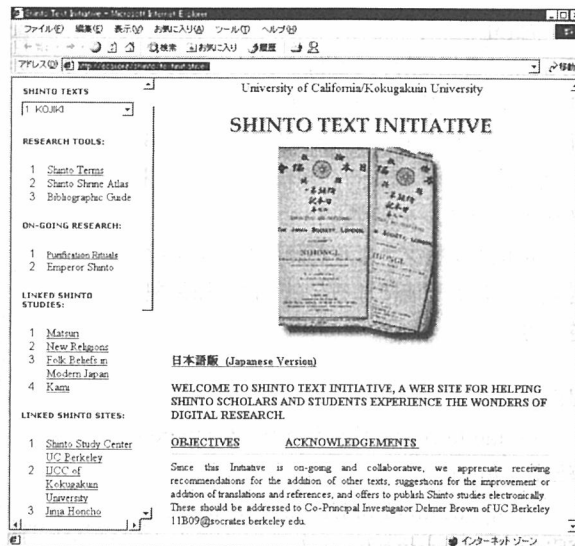 Shinto Text Initiative - Microsoft Internet Explorer
ファイル(F) 編集(E) 表示(V) お気に入り(A) ツール(T) ヘルプ(H)
検索 お気に入り 履歴
アドレス(D) 移動
SHINTO TEXTS
1 KOJIKI
RESEARCH TOOLS:
1 Shinto Terms
2 Shinto Shrine Atlas
3 Bibliographic Guide
ON-GOING RESEARCH:
1 Purification Rituals
2 Emperor Shinto
LINKED SHINTO
STUDIES:
1 Matsuri
2 New Religions
3 Folk Beliefs in
Modern Japan
4 Kami
LINKED SHINTO SITES:
1 Shinto Study Center
UC Berkeley
2 IJCC of
Kokugakuin
University
3 Jinja Honcho
University of California/Kokugakuin University
SHINTO TEXT INITIATIVE
THE JAPAN SOCIETY, LONDON
NIHONGI
日本語版 (Japanese Version)
WELCOME TO SHINTO TEXT INITIATIVE, A WEB SITE FOR HELPING
SHINTO SCHOLARS AND STUDENTS EXPERIENCE THE WONDERS OF
DIGITAL RESEARCH.
OBJECTIVES ACKNOWLEDGEMENTS
Since this Initiative is on-going and collaborative, we appreciate receiving
recommendations for the addition of other texts, suggestions for the improvement or
addition of translations and references, and offers to publish Shinto studies electronically.
These should be addressed to Co-Principal Investigator Delmer Brown of UC Berkeley
11B09@socrates.berkeley.edu.
インターネット ゾーン